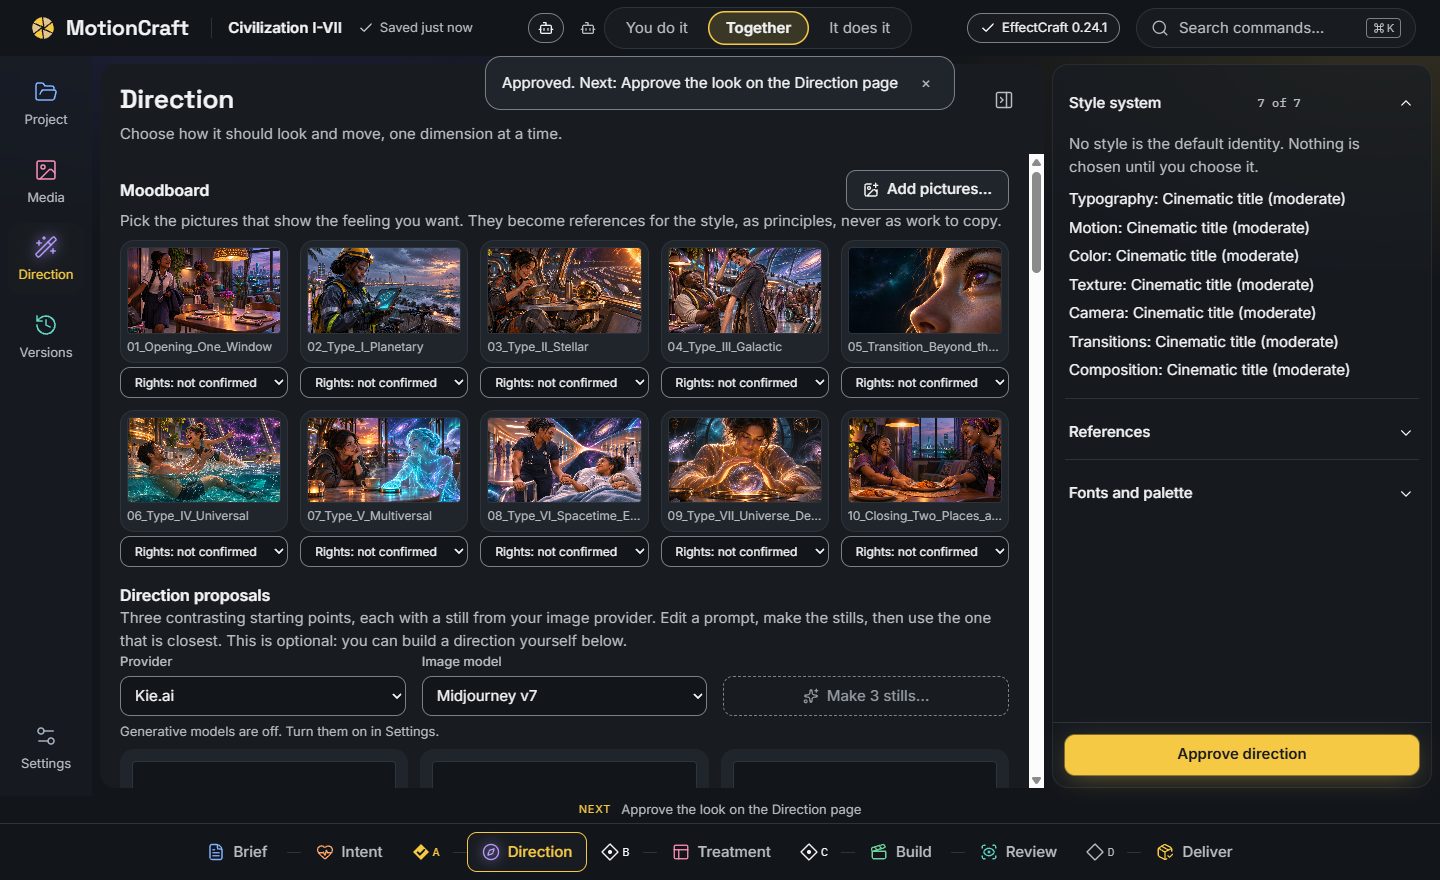 MotionCraft
Civilization I-VII
Saved just now
You do it
Together
It does it
EffectCraft 0.24.1
Search commands...
⌘K
Approved. Next: Approve the look on the Direction page
×
Project
Media
Direction
Versions
Settings
Direction
Choose how it should look and move, one dimension at a time.
Moodboard
Add pictures...
Pick the pictures that show the feeling you want. They become references for the style, as principles, never as work to copy.
01_Opening_One_Window
02_Type_I_Planetary
03_Type_II_Stellar
04_Type_III_Galactic
05_Transition_Beyond_th...
Rights: not confirmed
Rights: not confirmed
Rights: not confirmed
Rights: not confirmed
Rights: not confirmed
06_Type_IV_Universal
07_Type_V_Multiversal
08_Type_VI_Spacetime_E...
09_Type_VII_Universe_De...
10_Closing_Two_Places_a...
Rights: not confirmed
Rights: not confirmed
Rights: not confirmed
Rights: not confirmed
Rights: not confirmed
Direction proposals
Three contrasting starting points, each with a still from your image provider. Edit a prompt, make the stills, then use the one
that is closest. This is optional: you can build a direction yourself below.
Provider
Image model
Kie.ai
Midjourney v7
Make 3 stills...
Generative models are off. Turn them on in Settings.
Style system
7 of 7
No style is the default identity. Nothing is
chosen until you choose it.
Typography: Cinematic title (moderate)
Motion: Cinematic title (moderate)
Color: Cinematic title (moderate)
Texture: Cinematic title (moderate)
Camera: Cinematic title (moderate)
Transitions: Cinematic title (moderate)
Composition: Cinematic title (moderate)
References
Fonts and palette
Approve direction
NEXT Approve the look on the Direction page
Brief
Intent
A
Direction
B
Treatment
C
Build
Review
D
Deliver